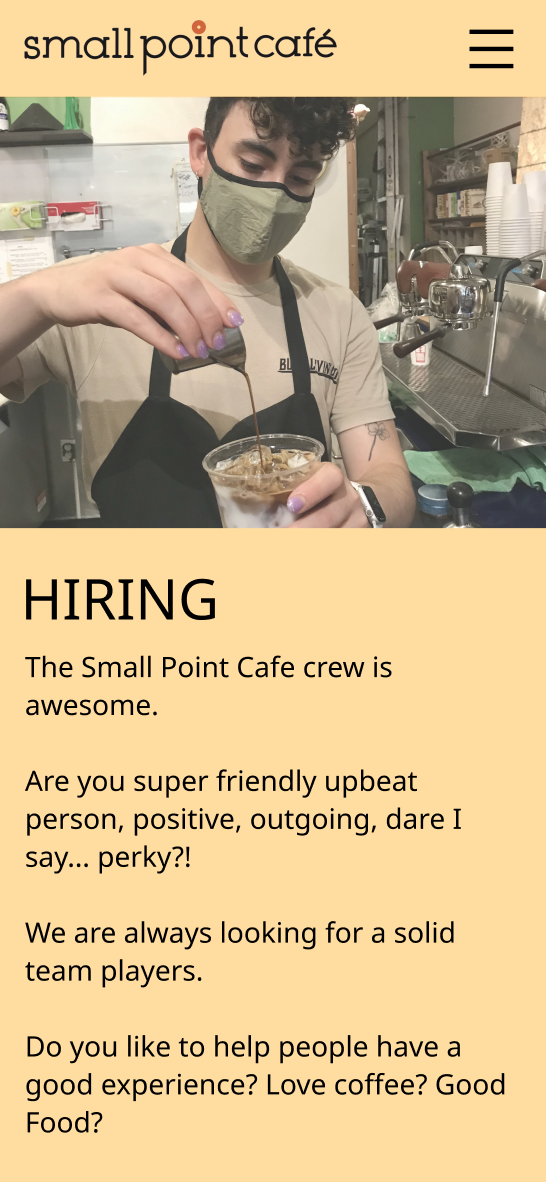 small point café
HIRING
The Small Point Cafe crew is
awesome.
Are you super friendly upbeat
person, positive, outgoing, dare I
say... perky?!
We are always looking for a solid
team players.
Do you like to help people have a
good experience? Love coffee? Good
Food?